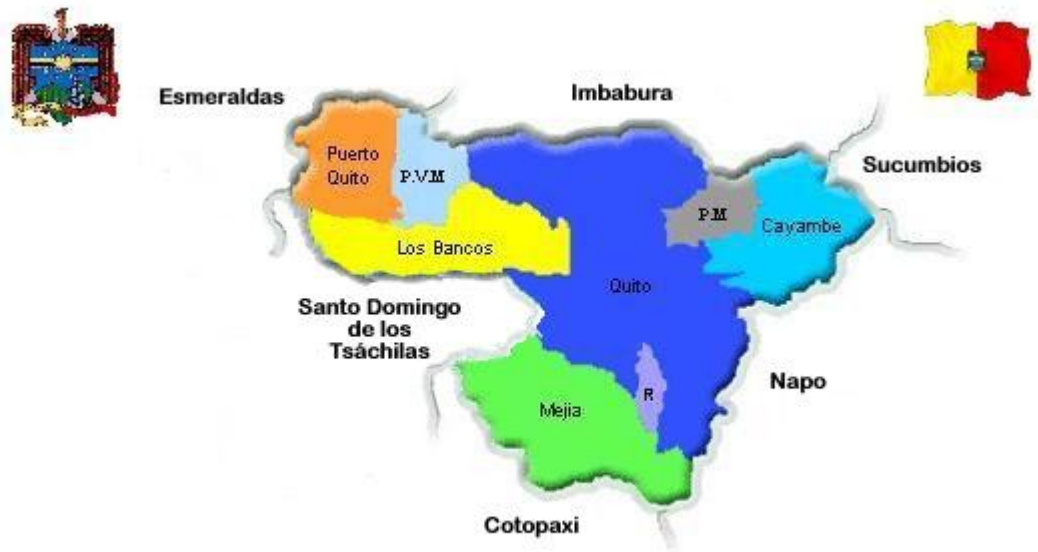 Esmeraldas
Imbabura
Sucumbios
Puerto
Quito
P.V.M
P.M
Cayambe
Los Bancos
Quito
Santo Domingo
de los
Tsáchilas
Napo
Mejia
R
Cotopaxi